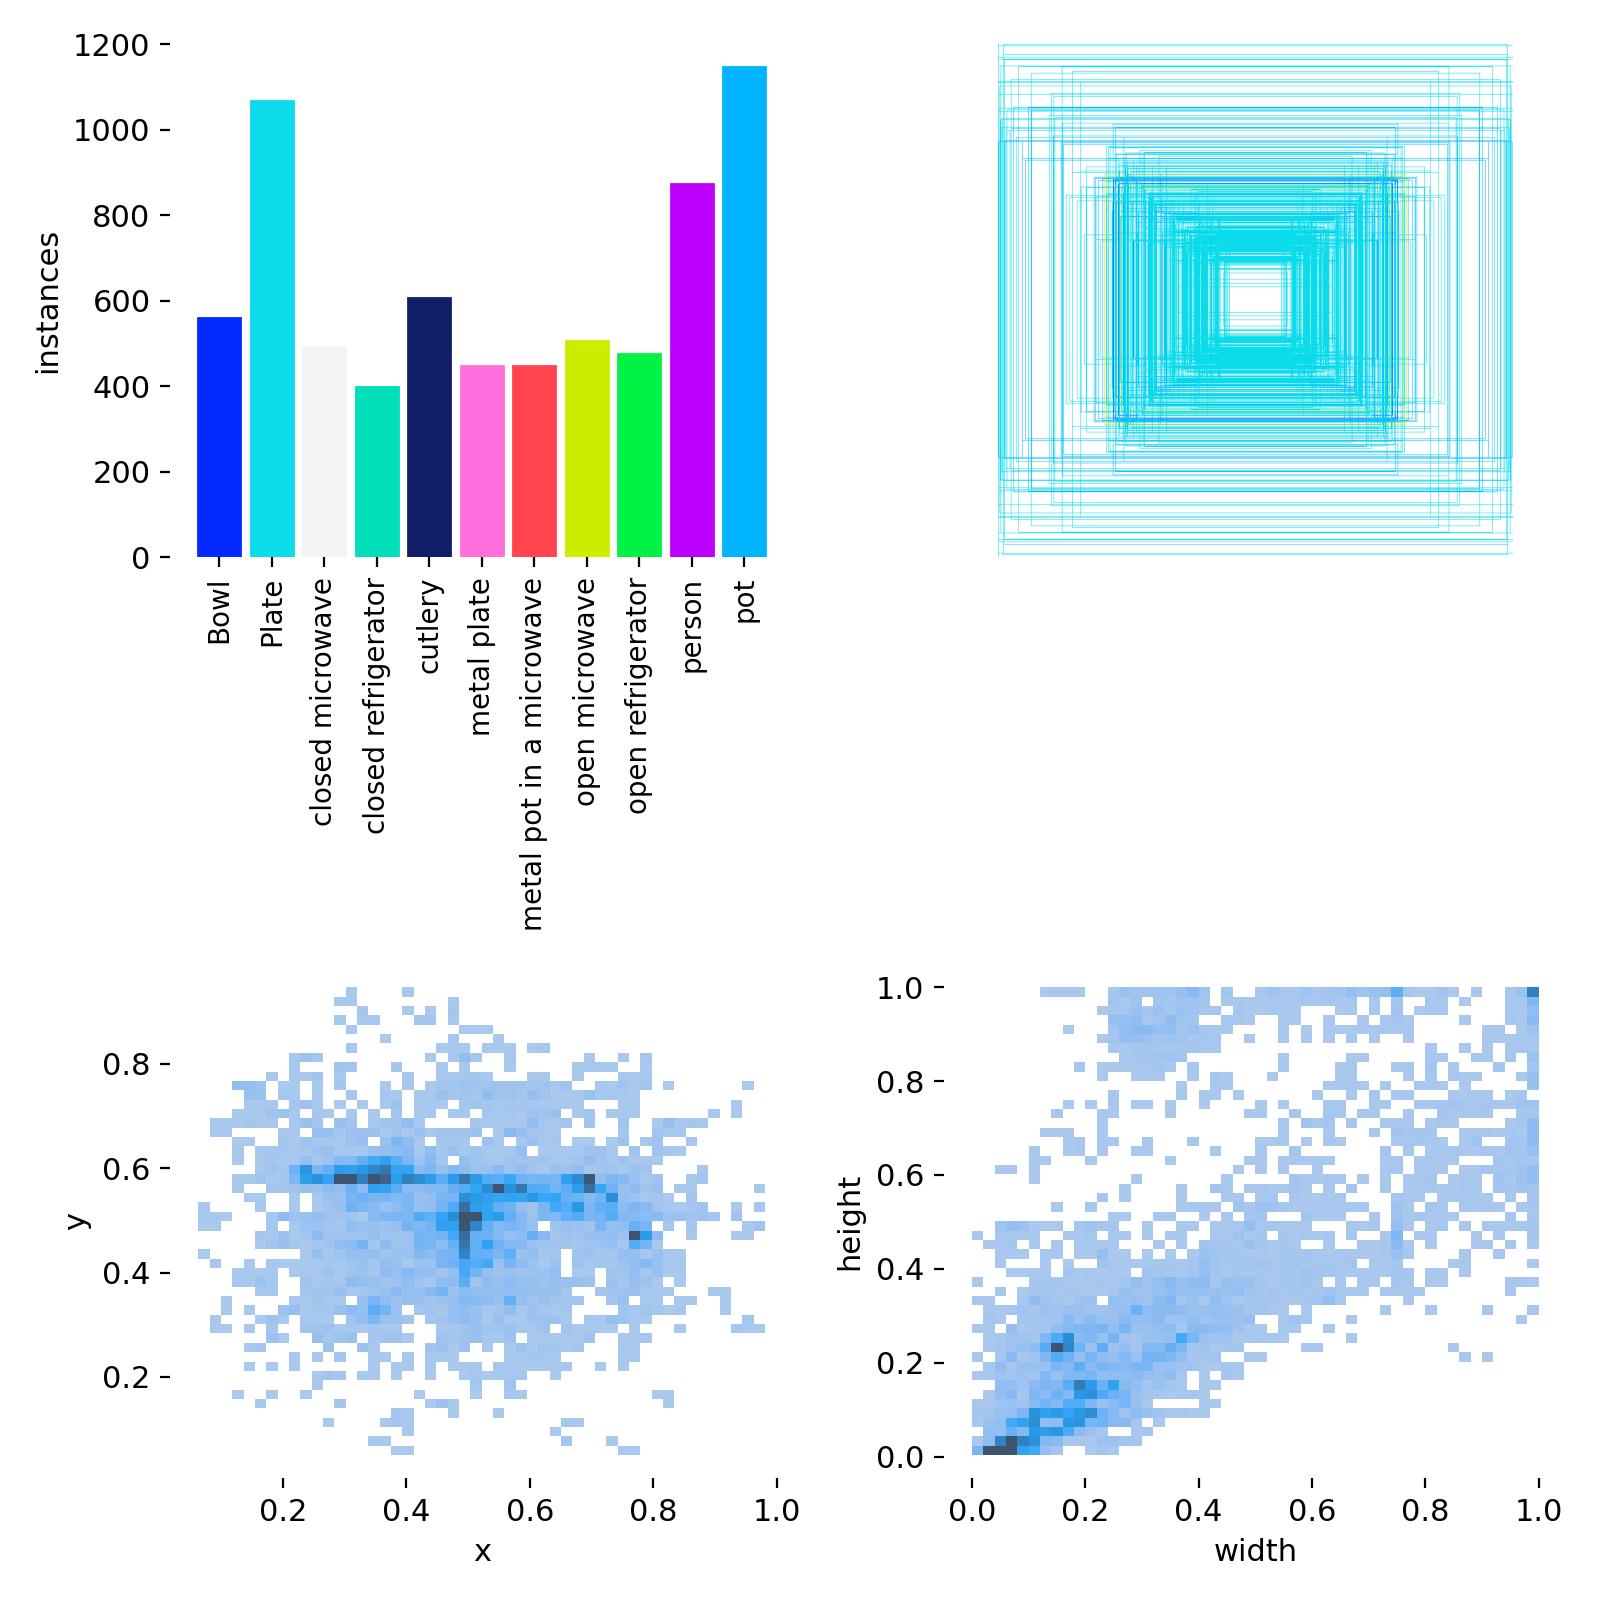 instances
1200
1000
800
600
400
200
0
Bowl
Plate
closed microwave
closed refrigerator
cutlery
metal plate
metal pot in a microwave
open microwave
open refrigerator
person
pot
y
0.8
0.6
0.4
0.2
0.2 0.4 0.6 0.8 1.0
x
height
1.0
0.8
0.6
0.4
0.2
0.0
0.0 0.2 0.4 0.6 0.8 1.0
width